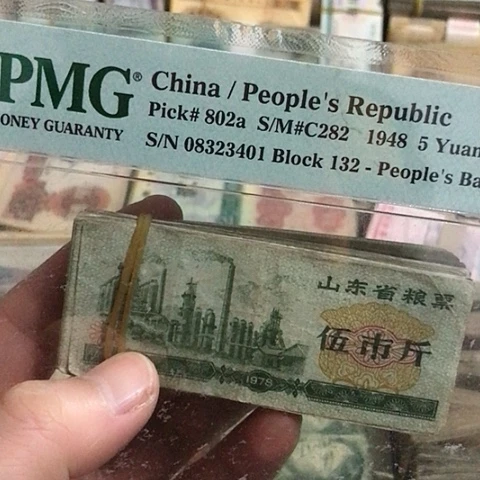 PMG® China / People's Republic
Pick# 802a S/M#C282 1948 5 Yuan
ONEY GUARANTY
S/N 08323401 Block 132 - People's Ba
山东省粮票
伍市斤
1978